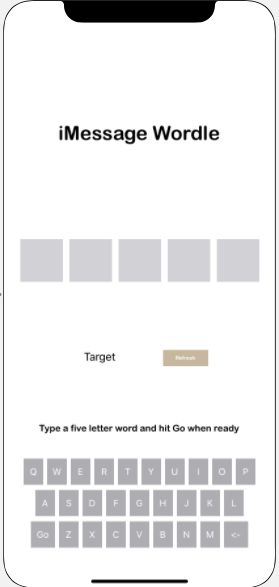 iMessage Wordle
Target
Refresh
Type a five letter word and hit Go when ready
Q W E R T Y U I O P
A S D F G H J K L
Go Z X C V B N M <-